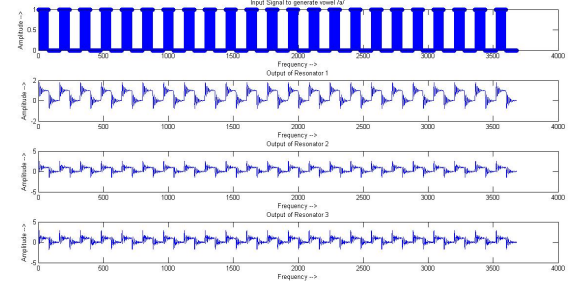 Input Signal to generate vowel /a/
Amplitude -->
1
0.5
0
0 500 1000 1500 2000 2500 3000 3500 4000
Frequency -->
Output of Resonator 1
Amplitude -->
2
0
-2
0 500 1000 1500 2000 2500 3000 3500 4000
Frequency -->
Output of Resonator 2
Amplitude -->
5
0
-5
0 500 1000 1500 2000 2500 3000 3500 4000
Frequency -->
Output of Resonator 3
Amplitude -->
5
0
-5
0 500 1000 1500 2000 2500 3000 3500 4000
Frequency -->